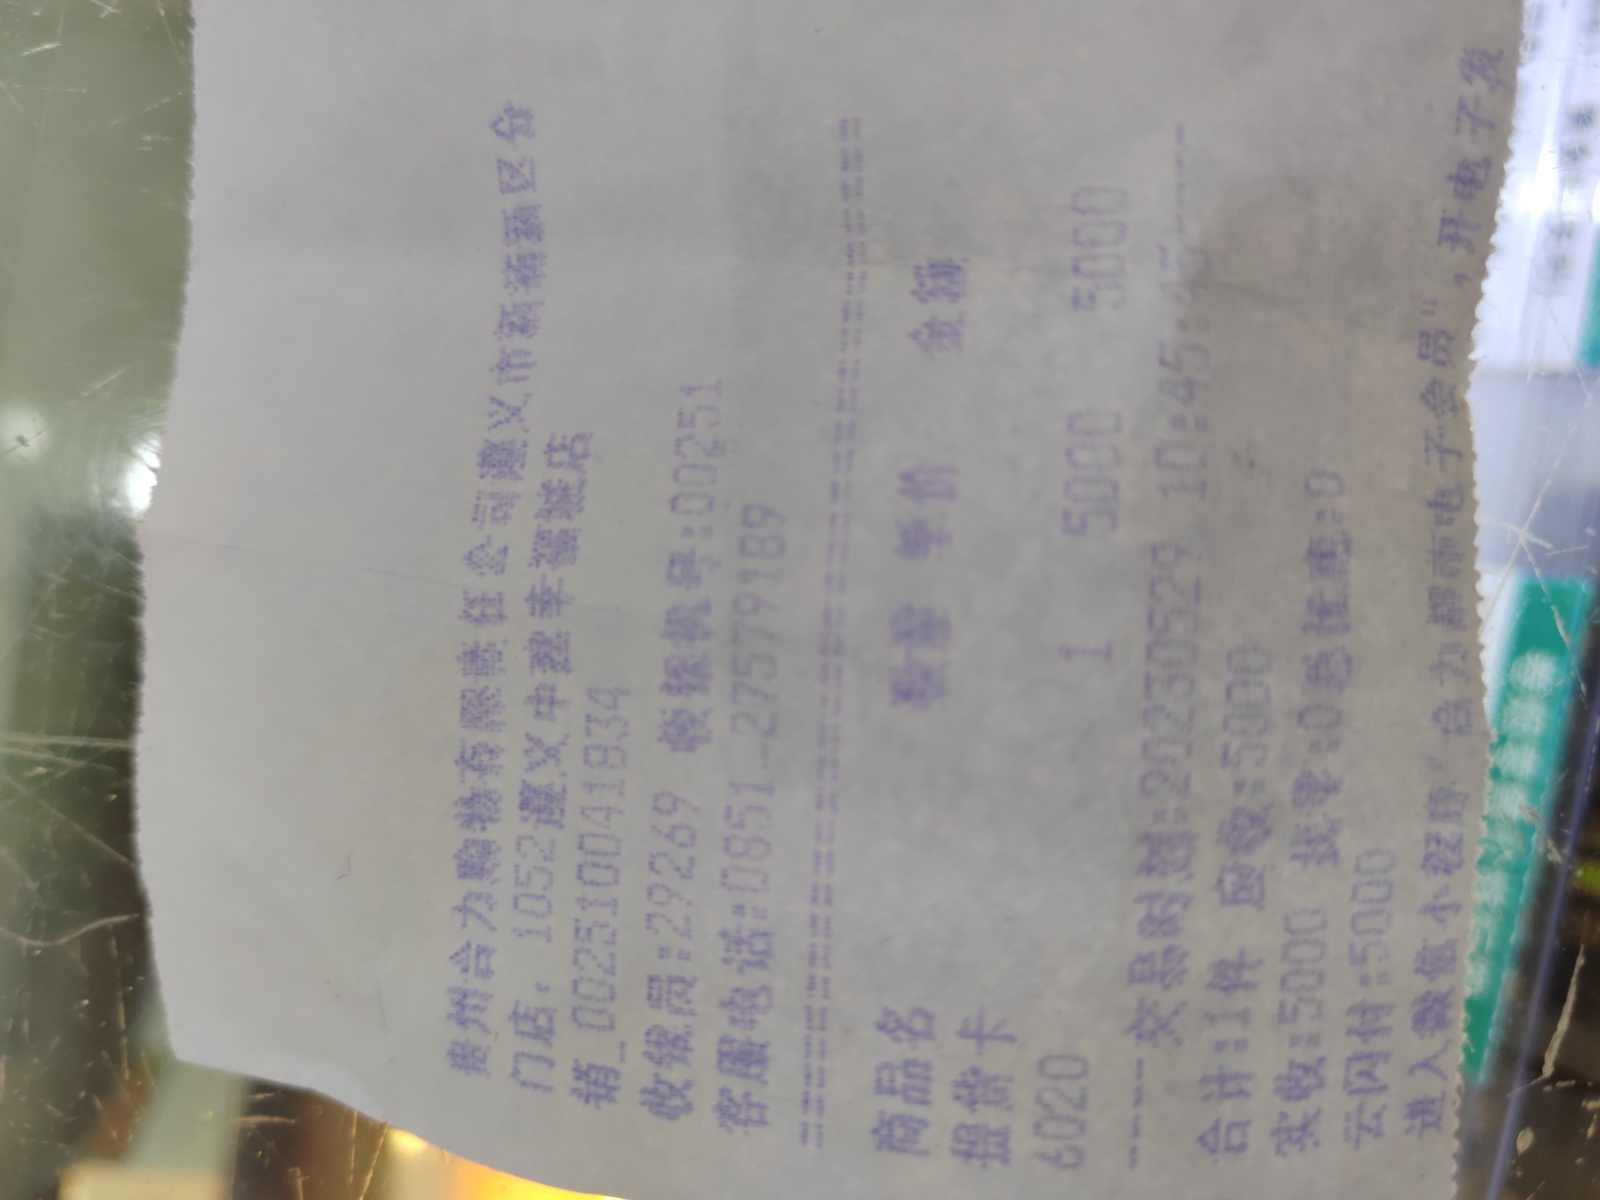 贵州合力购物有限责任公司遵义市新蒲新区分
门店：1052遵义中建幸福城店
销_002510041834
收银员:29269 收银机号:00251
客服电话:0851-27579189
================================
商品名 数量 单价 金额
提货卡
6020 1 5000 5000
----交易时间:20230529 10:45:45----
合计:1件 应收:5000
实收:5000 找零:0 总优惠:0
云闪付:5000
进入微信小程序"合力超市电子会员",开电子发